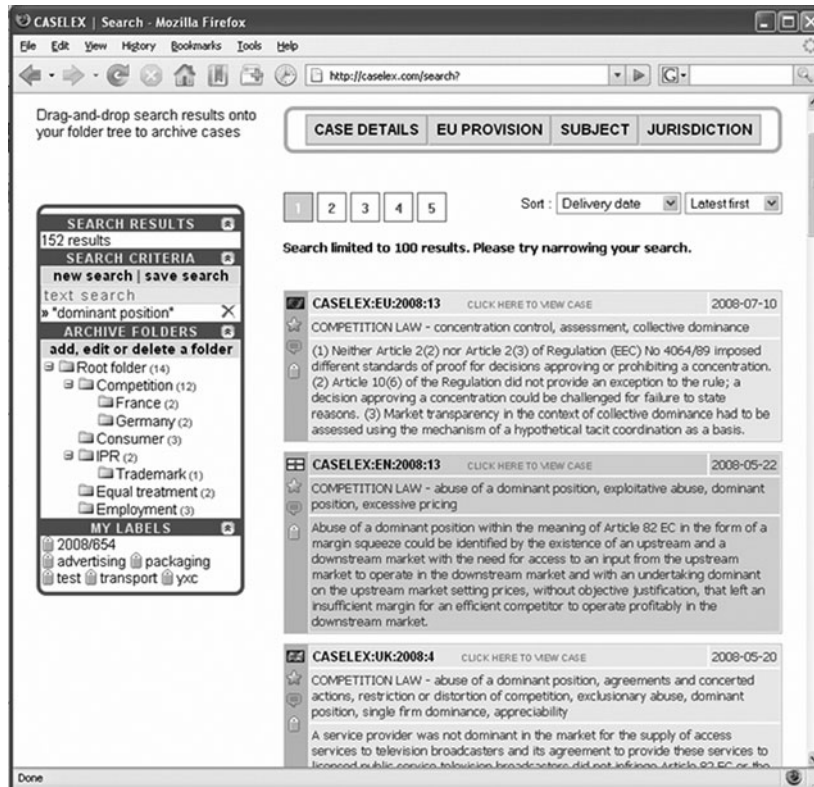 CASELEX | Search - Mozilla Firefox
File Edit View History Bookmarks Tools Help
http://caselex.com/search?
G
Drag-and-drop search results onto
your folder tree to archive cases
CASE DETAILS EU PROVISION SUBJECT JURISDICTION
1 2 3 4 5
Sort : Delivery date Latest first
Search limited to 100 results. Please try narrowing your search.
SEARCH RESULTS
152 results
SEARCH CRITERIA
new search | save search
text search
» "dominant position"
ARCHIVE FOLDERS
add, edit or delete a folder
Root folder (14)
Competition (12)
France (2)
Germany (2)
Consumer (3)
IPR (2)
Trademark (1)
Equal treatment (2)
Employment (3)
MY LABELS
2008/654
advertising packaging
test transport yxc
CASELEX:EU:2008:13 CLICK HERE TO VIEW CASE 2008-07-10
COMPETITION LAW - concentration control, assessment, collective dominance
(1) Neither Article 2(2) nor Article 2(3) of Regulation (EEC) No 4064/89 imposed
different standards of proof for decisions approving or prohibiting a concentration.
(2) Article 10(6) of the Regulation did not provide an exception to the rule; a
decision approving a concentration could be challenged for failure to state
reasons. (3) Market transparency in the context of collective dominance had to be
assessed using the mechanism of a hypothetical tacit coordination as a basis.
CASELEX:EN:2008:13 CLICK HERE TO VIEW CASE 2008-05-22
COMPETITION LAW - abuse of a dominant position, exploitative abuse, dominant
position, excessive pricing
Abuse of a dominant position within the meaning of Article 82 EC in the form of a
margin squeeze could be identified by the existence of an upstream and a
downstream market with the need for access to an input from the upstream
market to operate in the downstream market and with an undertaking dominant
on the upstream market setting prices, without objective justification, that left an
insufficient margin for an efficient competitor to operate profitably in the
downstream market.
CASELEX:UK:2008:4 CLICK HERE TO VIEW CASE 2008-05-20
COMPETITION LAW - abuse of a dominant position, agreements and concerted
actions, restriction or distortion of competition, exclusionary abuse, dominant
position, single firm dominance, appreciability
A service provider was not dominant in the market for the supply of access
services to television broadcasters and its agreement to provide these services to
licensed public service television broadcasters did not infringe Article 82 EC or the
Done